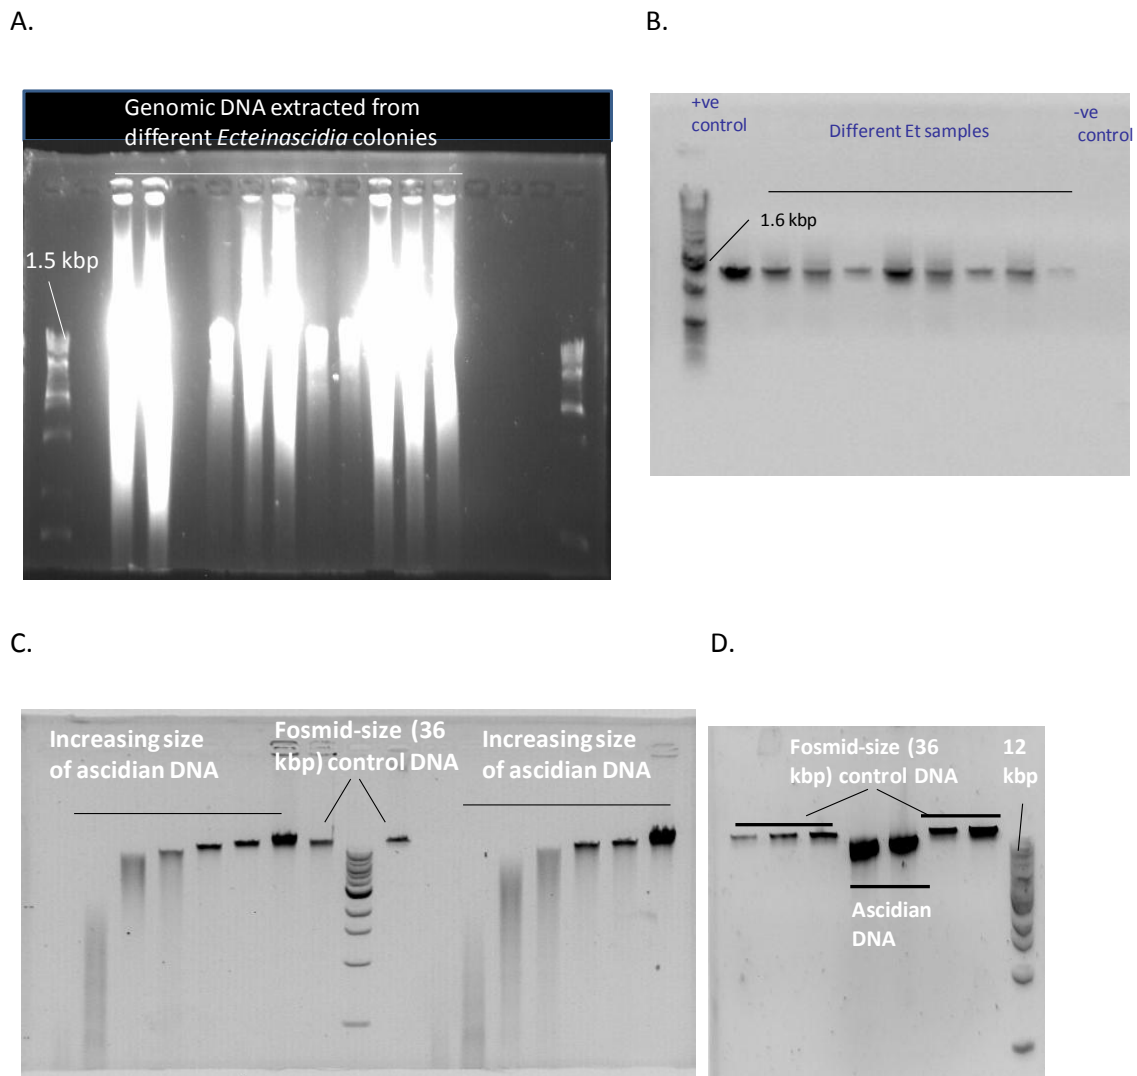 A.
B.
Genomic DNA extracted from
different Ecteinascidia colonies
1.5 kbp
+ve
control
Different Et samples
-ve
control
1.6 kbp
C.
D.
Increasing size
of ascidian DNA
Fosmid-size (36
kbp) control DNA
Increasing size
of ascidian DNA
Fosmid-size (36
kbp) control DNA
12
kbp
Ascidian
DNA